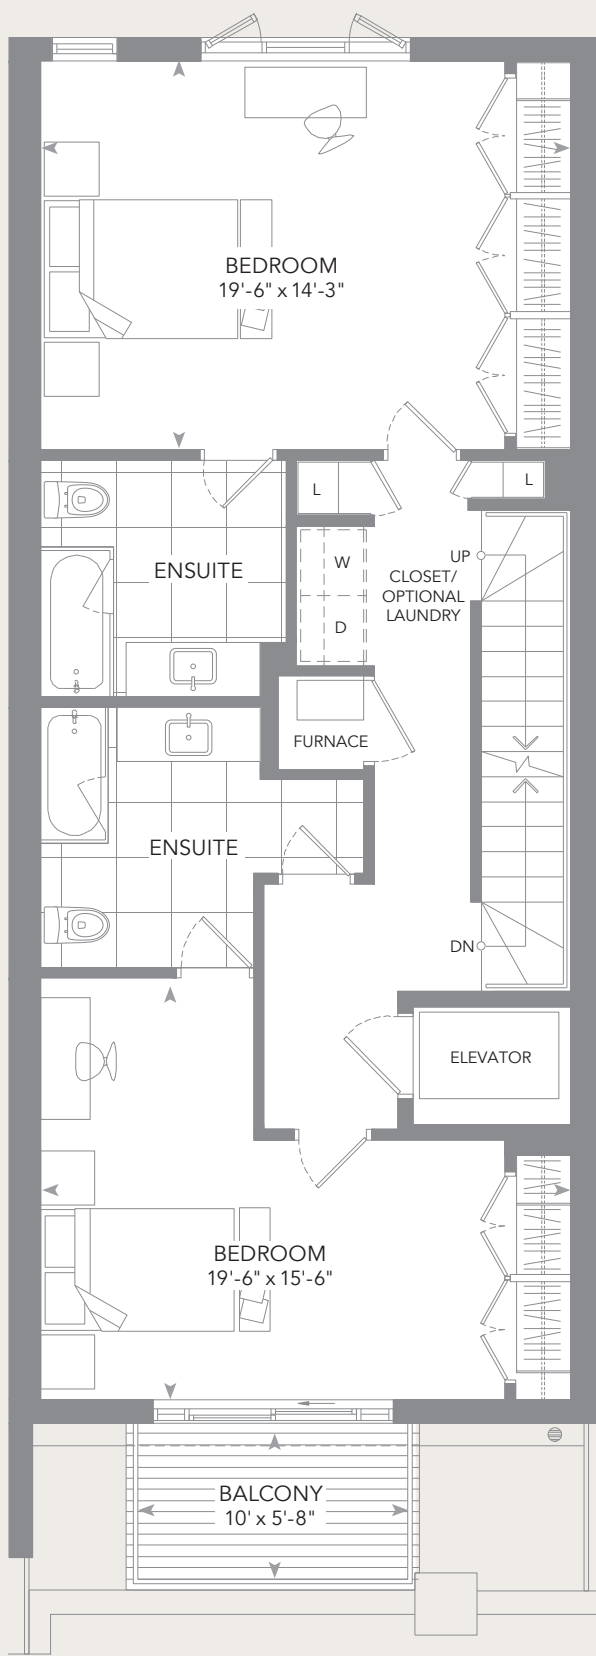 BEDROOM
19'-6" x 14'-3"
L
L
ENSUITE
W
UP
CLOSET/
OPTIONAL
LAUNDRY
D
FURNACE
ENSUITE
DN
ELEVATOR
BEDROOM
19'-6" x 15'-6"
BALCONY
10' x 5'-8"